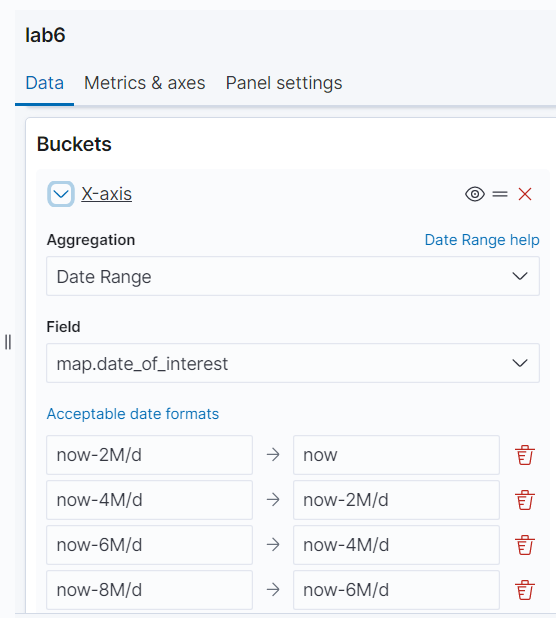 lab6
Data Metrics & axes Panel settings
Buckets
X-axis
Aggregation Date Range help
Date Range
Field
map.date_of_interest
Acceptable date formats
now-2M/d → now
now-4M/d → now-2M/d
now-6M/d → now-4M/d
now-8M/d → now-6M/d